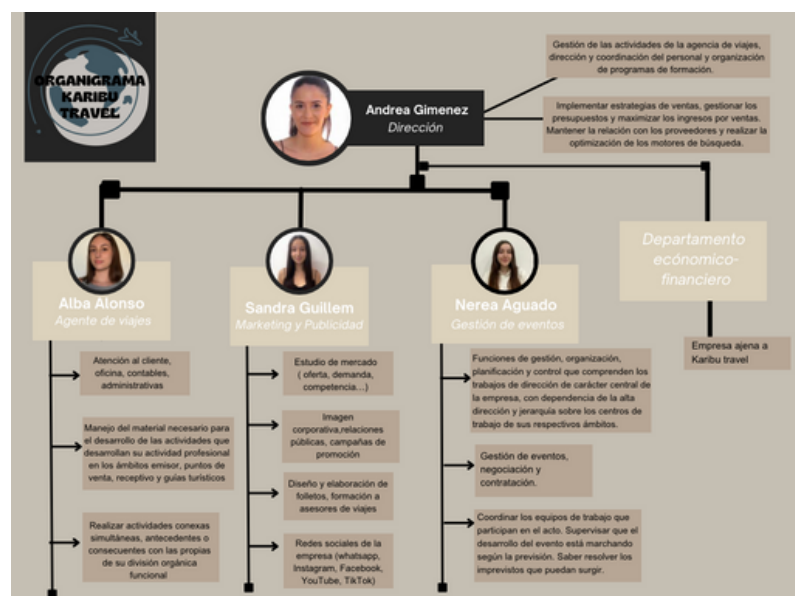 ORGANIGRAMA
KARIBU
TRAVEL
Andrea Gimenez
Dirección
Gestión de las actividades de la agencia de viajes,
dirección y coordinación del personal y organización
de programas de formación.
Implementar estrategias de ventas, gestionar los
presupuestos y maximizar los ingresos por ventas.
Mantener la relación con los proveedores y realizar la
optimización de los motores de búsqueda.
Alba Alonso
Agente de viajes
Atención al cliente,
oficina, contables,
administrativas
Manejo del material necesario para
el desarrollo de las actividades que
desarrollan su actividad profesional
en los ámbitos emisor, puntos de
venta, receptivo y guías turísticos
Realizar actividades conexas
simultáneas, antecedentes o
consecuentes con las propias
de su división orgánica
funcional
Sandra Guillem
Marketing y Publicidad
Estudio de mercado
( oferta, demanda,
competencia...)
Imagen
corporativa,relaciones
públicas, campañas de
promoción
Diseño y elaboración de
folletos, formación a
asesores de viajes
Redes sociales de la
empresa (whatsapp,
Instagram, Facebook,
YouTube, TikTok)
Nerea Aguado
Gestión de eventos
Funciones de gestión, organización,
planificación y control que comprenden los
trabajos de dirección de carácter central de
la empresa, con dependencia de la alta
dirección y jerarquía sobre los centros de
trabajo de sus respectivos ámbitos.
Gestión de eventos,
negociación y
contratación.
Coordinar los equipos de trabajo que
participan en el acto. Supervisar que el
desarrollo del evento está marchando
según la previsión. Saber resolver los
imprevistos que puedan surgir.
Departamento
ecónomico-
financiero
Empresa ajena a
Karibu travel